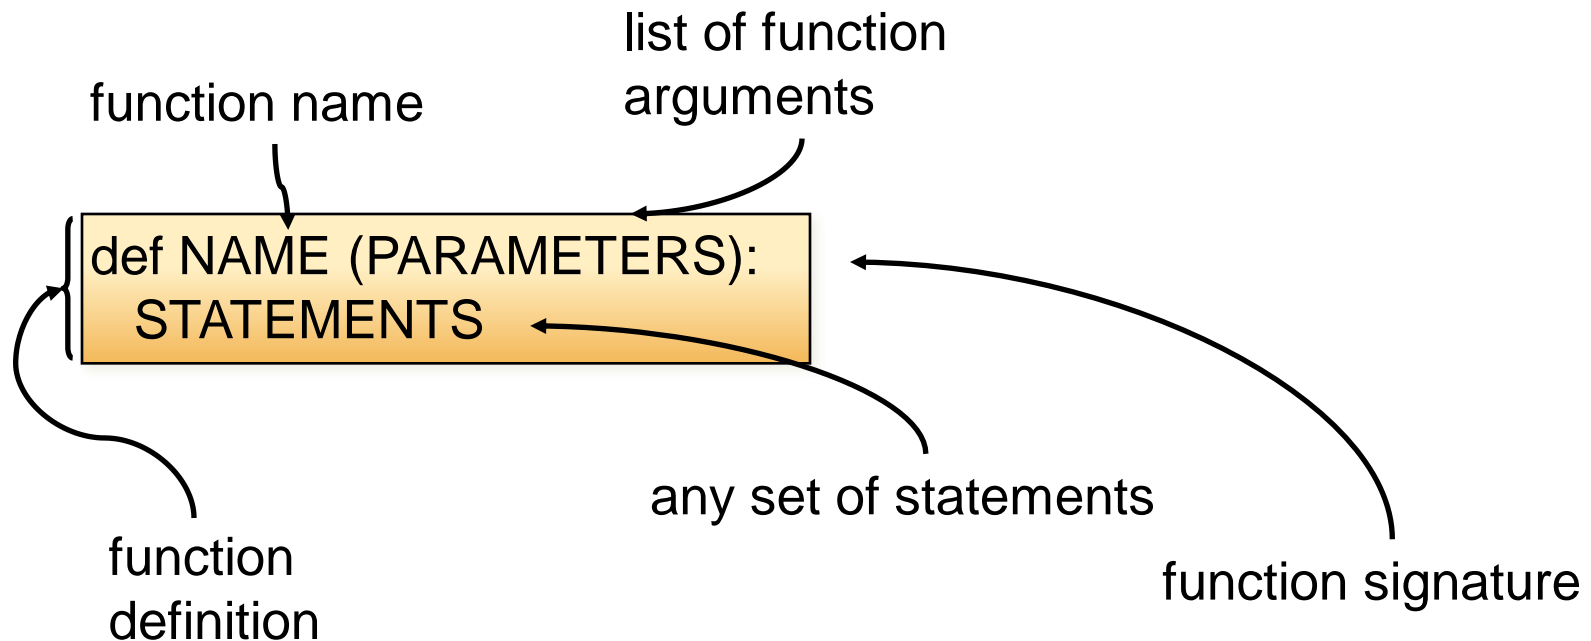 list of function
arguments
function name
def NAME (PARAMETERS):
STATEMENTS
any set of statements
function
definition
function signature